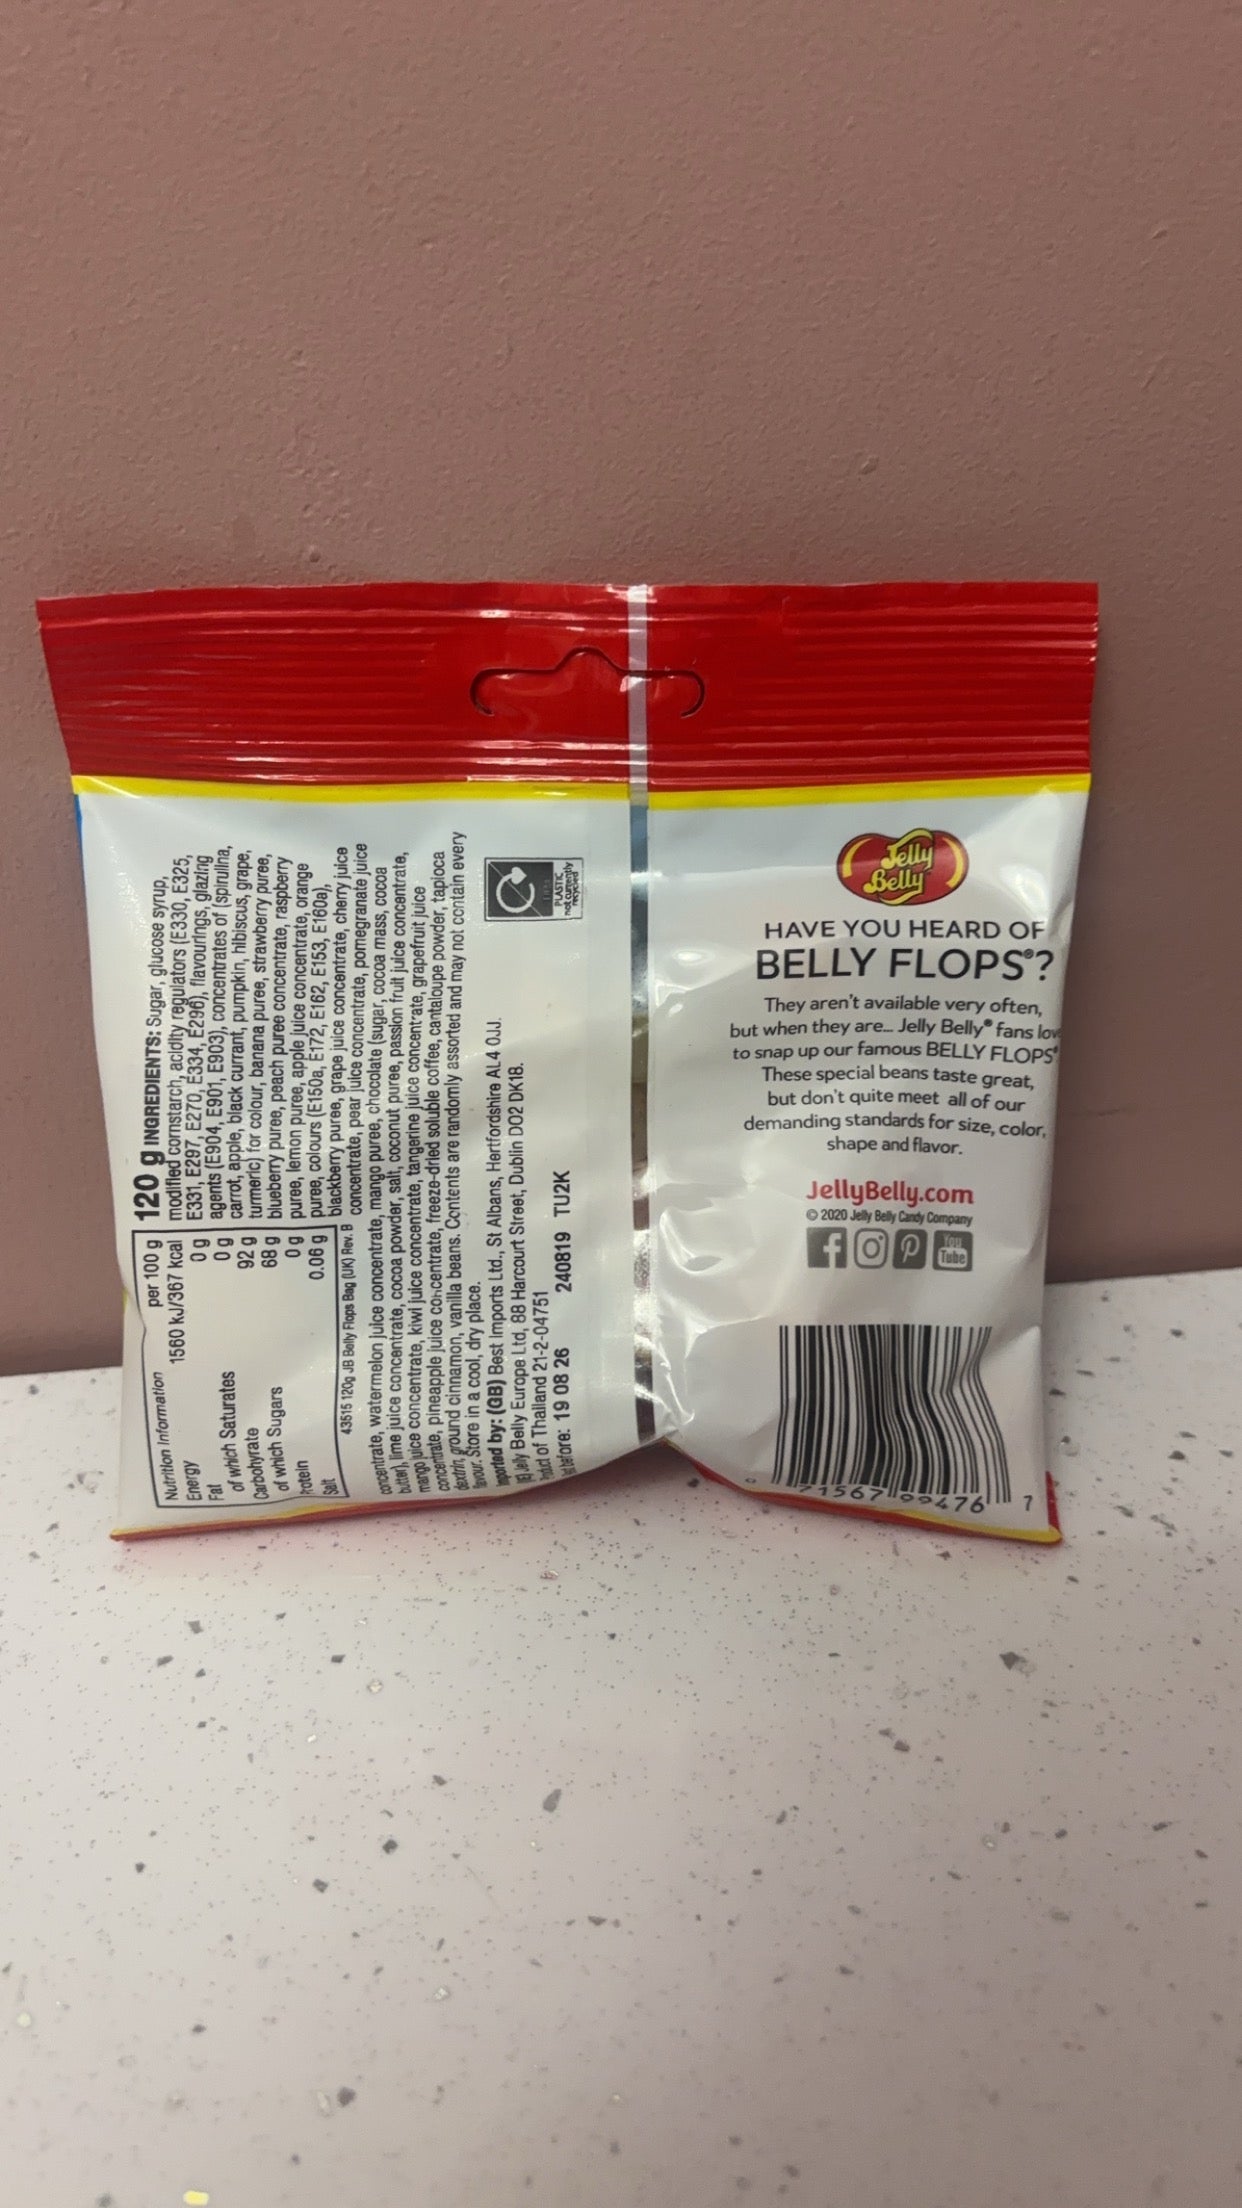 Nutrition Information per 100 g
Energy 1560 kJ/367 kcal
Fat 0 g
of which Saturates 0 g
Carbohydrate 92 g
of which Sugars 68 g
Protein 0 g
Salt 0.06 g
43515 120g JB Belly Flops Bag (UK) Rev. B
120 g INGREDIENTS: Sugar, glucose syrup,
modified cornstarch, acidity regulators (E330, E325,
E331, E297, E270, E334, E296), flavourings, glazing
agents (E904, E901, E903), concentrates of (spirulina,
carrot, apple, black currant, pumpkin, hibiscus, grape,
turmeric) for colour, banana puree, strawberry puree,
blueberry puree, peach puree concentrate, raspberry
puree, lemon puree, apple juice concentrate, orange
puree, colours (E150a, E172, E162, E153, E160a),
blackberry puree, grape juice concentrate, cherry juice
concentrate, pear juice concentrate, pomegranate juice
concentrate, watermelon juice concentrate, mango puree, chocolate (sugar, cocoa mass, cocoa
butter), lime juice concentrate, cocoa powder, salt, coconut puree, passion fruit juice concentrate,
mango juice concentrate, kiwi juice concentrate, tangerine juice concentrate, grapefruit juice
concentrate, pineapple juice concentrate, freeze-dried soluble coffee, cantaloupe powder, tapioca
dextrin, ground cinnamon, vanilla beans. Contents are randomly assorted and may not contain every
flavour. Store in a cool, dry place.
Imported by: (GB) Best Imports Ltd., St Albans, Hertfordshire AL4 0JJ.
Jelly Belly Europe Ltd, 88 Harcourt Street, Dublin DO2 DK18.
Product of Thailand 21-2-04751
before: 19 08 26 240819 TU2K
PLASTIC
not currently
recycled
Jelly
Belly
HAVE YOU HEARD OF
BELLY FLOPS®?
They aren't available very often,
but when they are... Jelly Belly® fans love
to snap up our famous BELLY FLOPS®
These special beans taste great,
but don't quite meet all of our
demanding standards for size, color,
shape and flavor.
JellyBelly.com
© 2020 Jelly Belly Candy Company
You
Tube
0 71567 99476 7